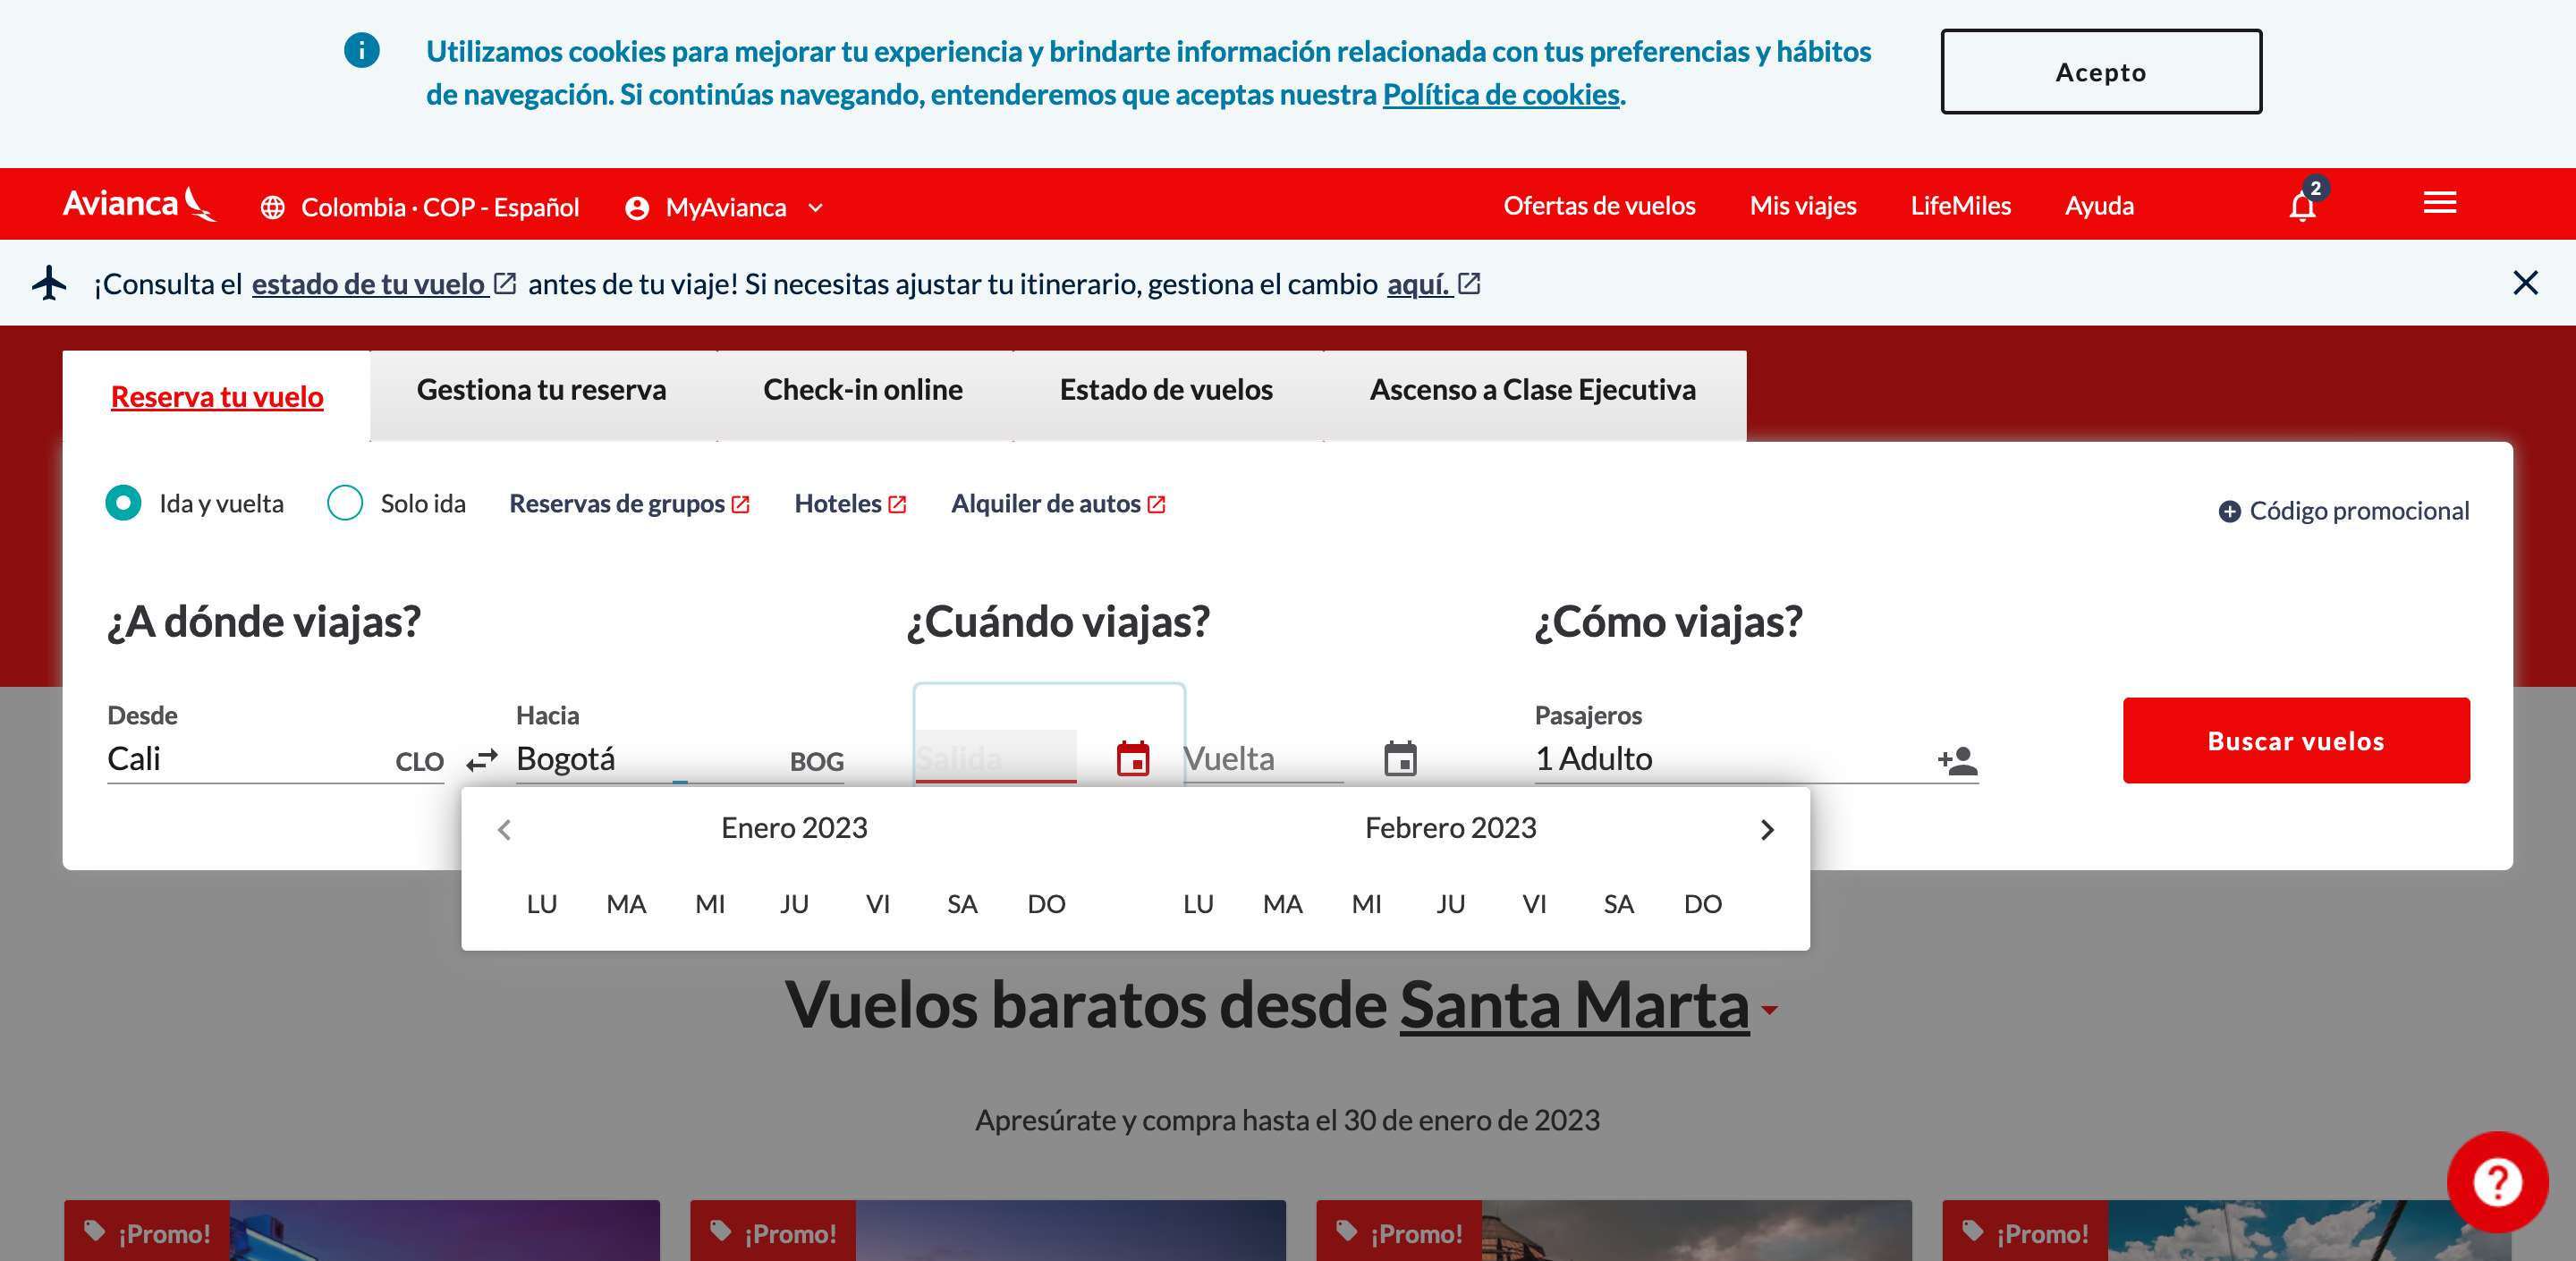 Utilizamos cookies para mejorar tu experiencia y brindarte información relacionada con tus preferencias y hábitos
de navegación. Si continúas navegando, entenderemos que aceptas nuestra Política de cookies.
Acepto
Avianca
Colombia · COP - Español
MyAvianca
Ofertas de vuelos
Mis viajes
LifeMiles
Ayuda
2
¡Consulta el estado de tu vuelo antes de tu viaje! Si necesitas ajustar tu itinerario, gestiona el cambio aquí.
Reserva tu vuelo
Gestiona tu reserva
Check-in online
Estado de vuelos
Ascenso a Clase Ejecutiva
Ida y vuelta
Solo ida
Reservas de grupos
Hoteles
Alquiler de autos
Código promocional
¿A dónde viajas?
¿Cuándo viajas?
¿Cómo viajas?
Desde
Cali
CLO
Hacia
Bogotá
BOG
Salida
Vuelta
Pasajeros
1 Adulto
Buscar vuelos
Enero 2023
Febrero 2023
LU MA MI JU VI SA DO
LU MA MI JU VI SA DO
Vuelos baratos desde Santa Marta
Apresúrate y compra hasta el 30 de enero de 2023
¡Promo!
¡Promo!
¡Promo!
¡Promo!